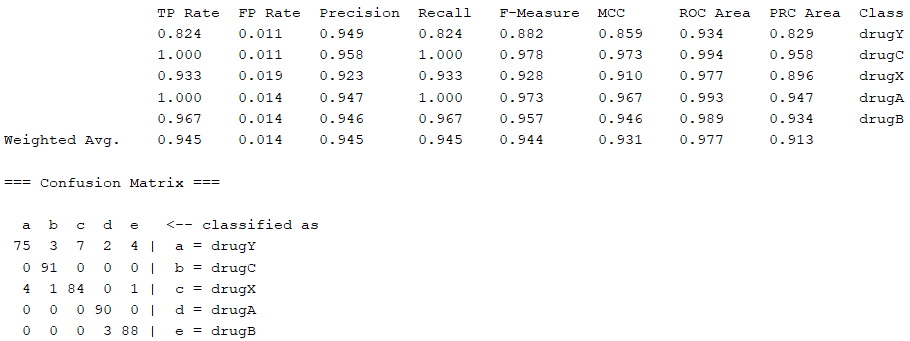 TP Rate FP Rate Precision Recall F-Measure MCC ROC Area PRC Area Class
0.824 0.011 0.949 0.824 0.882 0.859 0.934 0.829 drugY
1.000 0.011 0.958 1.000 0.978 0.973 0.994 0.958 drugC
0.933 0.019 0.923 0.933 0.928 0.910 0.977 0.896 drugX
1.000 0.014 0.947 1.000 0.973 0.967 0.993 0.947 drugA
0.967 0.014 0.946 0.967 0.957 0.946 0.989 0.934 drugB
Weighted Avg. 0.945 0.014 0.945 0.945 0.944 0.931 0.977 0.913
=== Confusion Matrix ===
a b c d e <-- classified as
75 3 7 2 4 | a = drugY
0 91 0 0 0 | b = drugC
4 1 84 0 1 | c = drugX
0 0 0 90 0 | d = drugA
0 0 0 3 88 | e = drugB